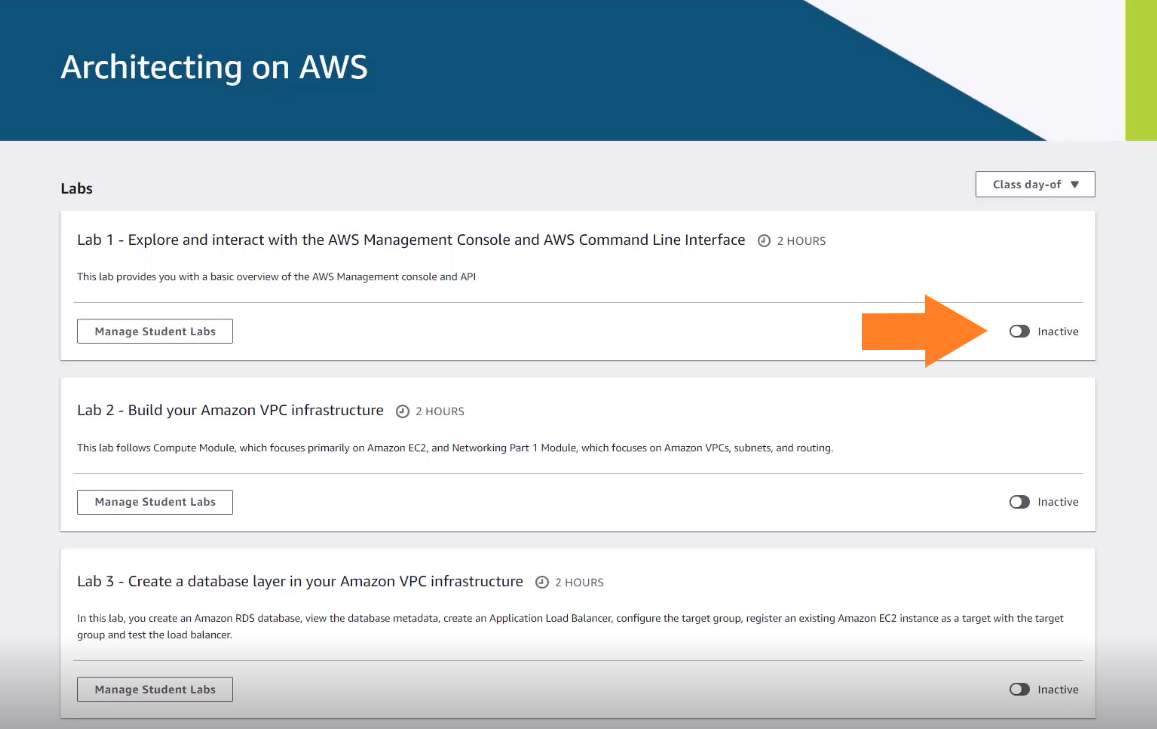 Architecting on AWS
Labs
Class day-of
Lab 1 - Explore and interact with the AWS Management Console and AWS Command Line Interface 2 HOURS
This lab provides you with a basic overview of the AWS Management console and API
Manage Student Labs
Inactive
Lab 2 - Build your Amazon VPC infrastructure 2 HOURS
This lab follows Compute Module, which focuses primarily on Amazon EC2, and Networking Part 1 Module, which focuses on Amazon VPCs, subnets, and routing.
Manage Student Labs
Inactive
Lab 3 - Create a database layer in your Amazon VPC infrastructure 2 HOURS
In this lab, you create an Amazon RDS database, view the database metadata, create an Application Load Balancer, configure the target group, register an existing Amazon EC2 instance as a target with the target
group and test the load balancer.
Manage Student Labs
Inactive